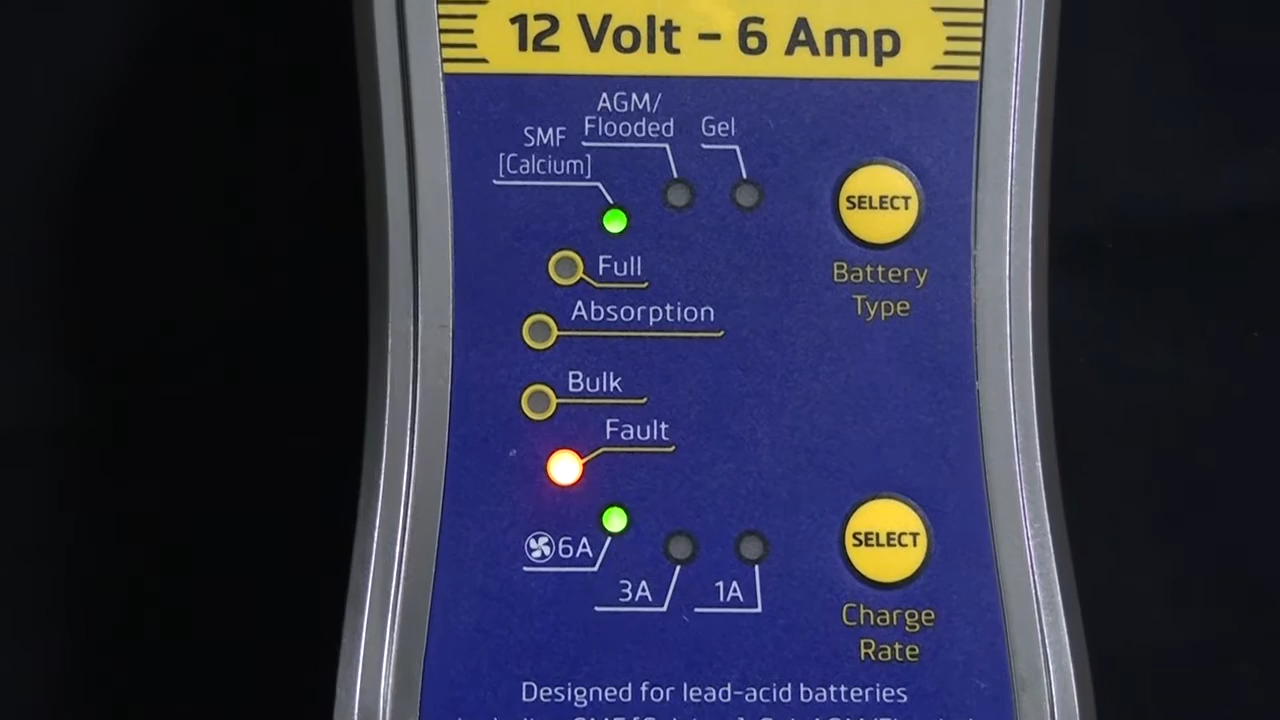 12 Volt - 6 Amp
AGM/
Flooded
Gel
SMF
[Calcium]
SELECT
Battery
Type
Full
Absorption
Bulk
Fault
6A
3A
1A
SELECT
Charge
Rate
Designed for lead-acid batteries